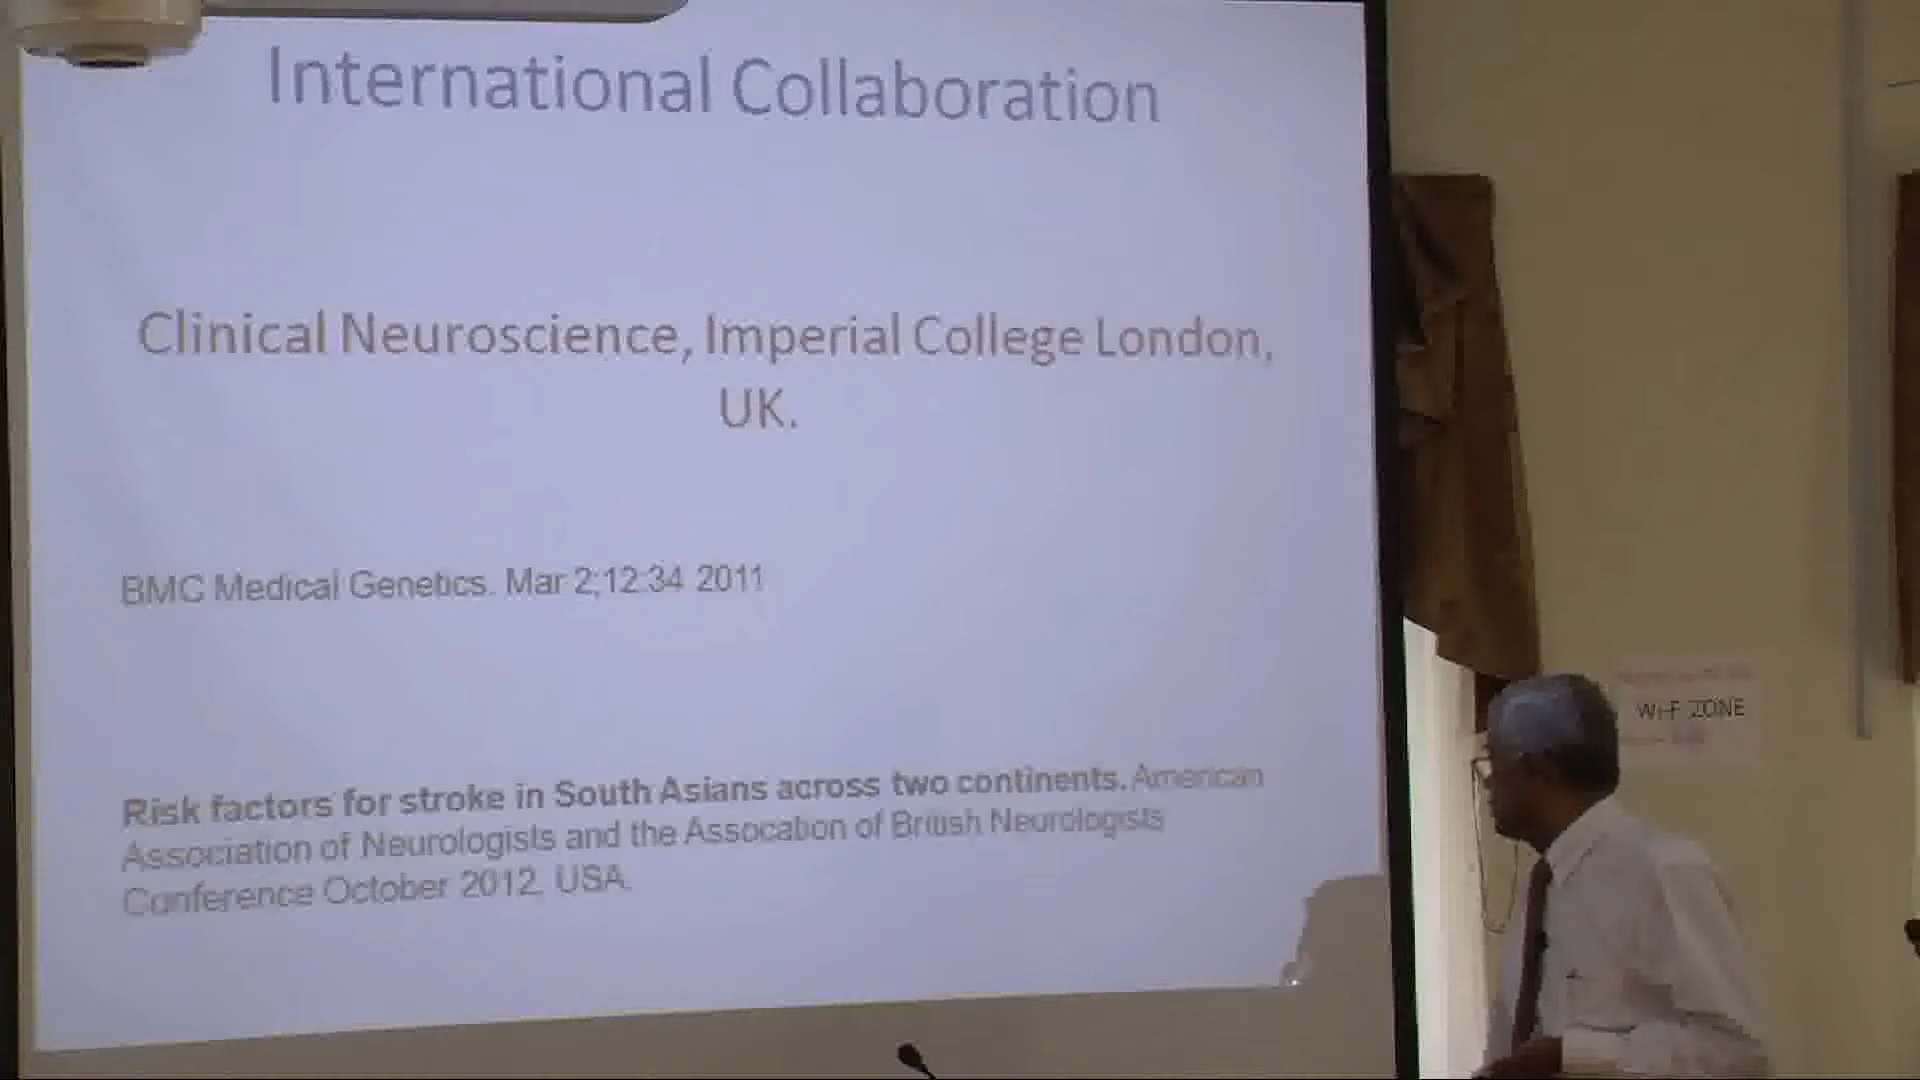 International Collaboration
Clinical Neuroscience, Imperial College London,
UK.
BMC Medical Genetics. Mar 2;12:34 2011
Risk factors for stroke in South Asians across two continents. American
Association of Neurologists and the Assocation of British Neurologists
Conference October 2012, USA.
ZONE